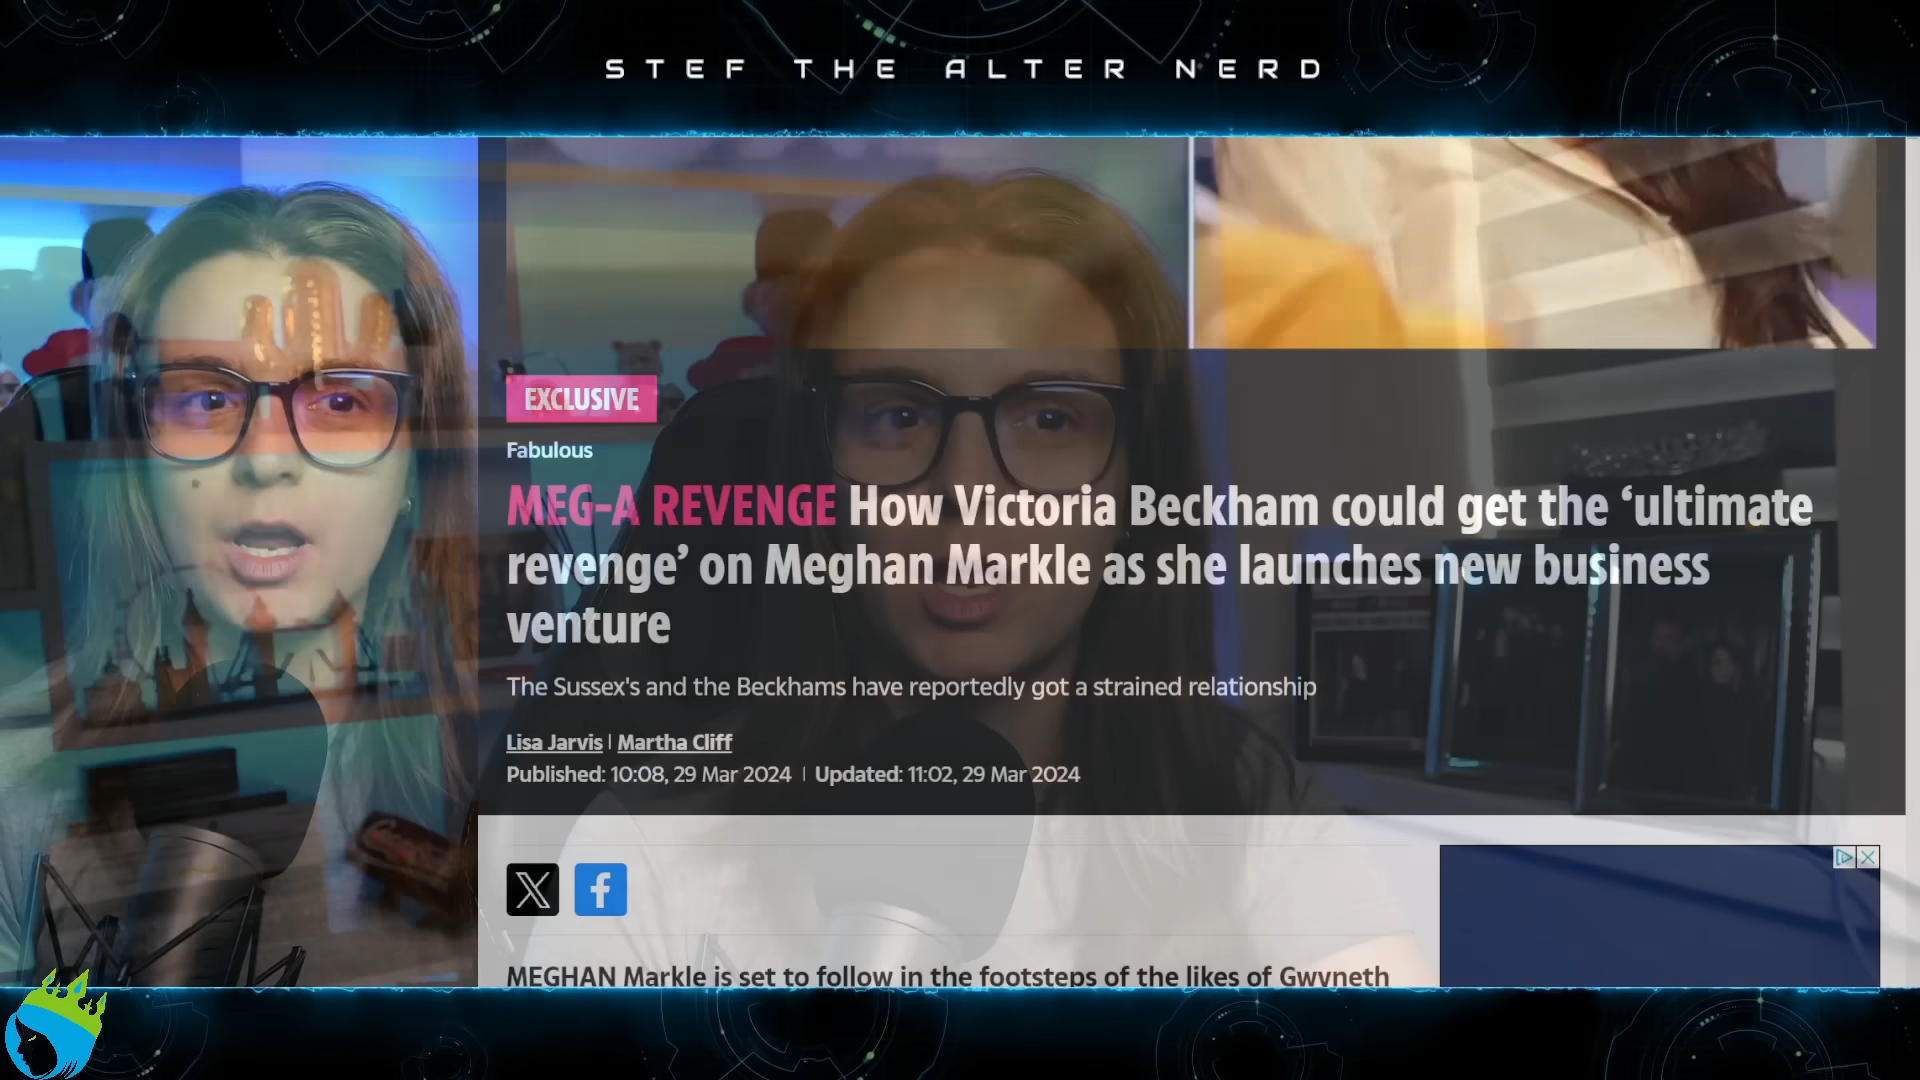 STEF THE ALTER NERD
EXCLUSIVE
Fabulous
MEG-A REVENGE How Victoria Beckham could get the ‘ultimate
revenge’ on Meghan Markle as she launches new business
venture
The Sussex's and the Beckhams have reportedly got a strained relationship
Lisa Jarvis | Martha Cliff
Published: 10:08, 29 Mar 2024 | Updated: 11:02, 29 Mar 2024
X
f
MEGHAN Markle is set to follow in the footsteps of the likes of Gwyneth